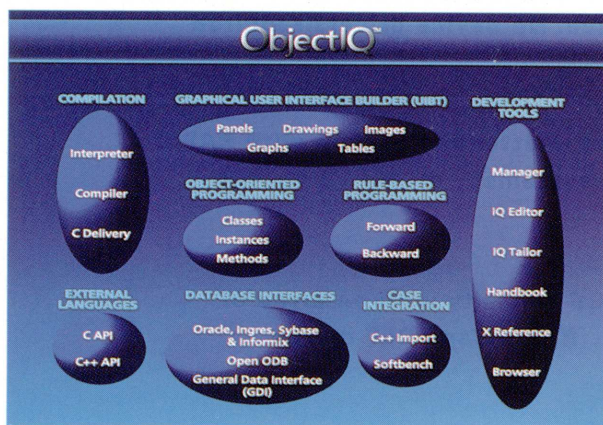 ObjectIQ™
COMPILATION
Interpreter
Compiler
C Delivery
GRAPHICAL USER INTERFACE BUILDER (UIBT)
Panels Drawings Images
Graphs Tables
DEVELOPMENT
TOOLS
Manager
IQ Editor
IQ Tailor
Handbook
X Reference
Browser
OBJECT-ORIENTED
PROGRAMMING
Classes
Instances
Methods
RULE-BASED
PROGRAMMING
Forward
Backward
EXTERNAL
LANGUAGES
C API
C++ API
DATABASE INTERFACES
Oracle, Ingres, Sybase
& Informix
Open ODB
General Data Interface
(GDI)
CASE
INTEGRATION
C++ Import
Softbench